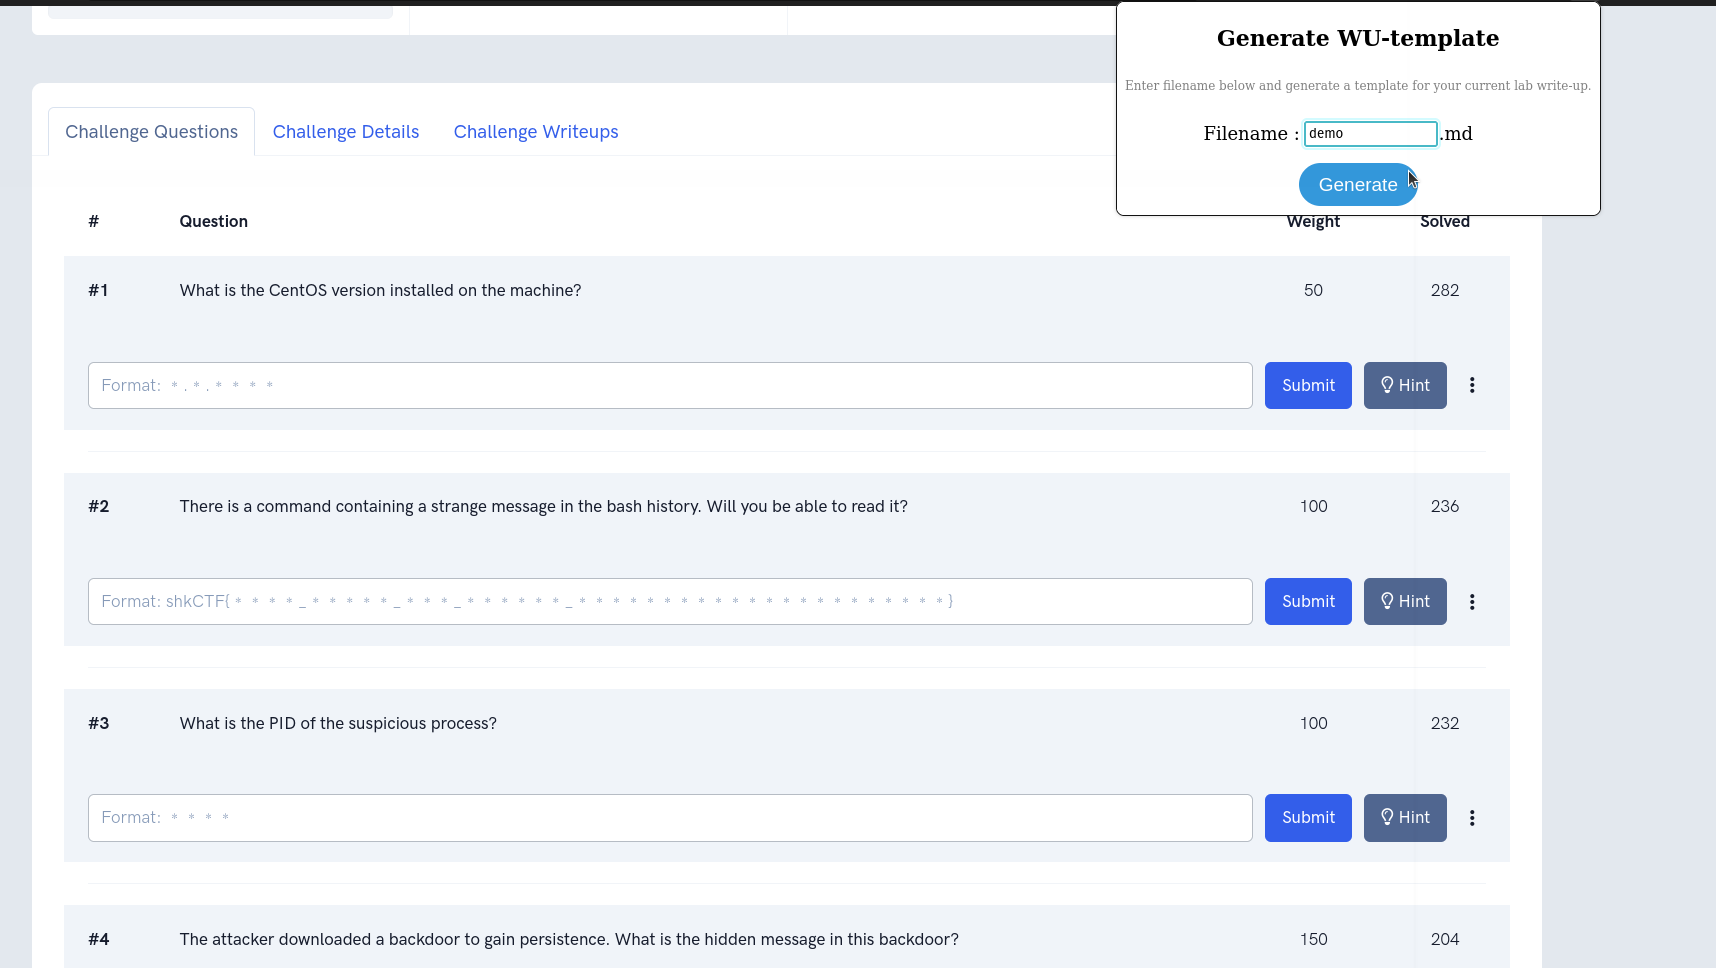 Generate WU-template
Enter filename below and generate a template for your current lab write-up.
Filename : demo .md
Generate
Challenge Questions Challenge Details Challenge Writeups
# Question Weight Solved
#1 What is the CentOS version installed on the machine? 50 282
Format: *.*.****
Submit Hint
#2 There is a command containing a strange message in the bash history. Will you be able to read it? 100 236
Format: shkCTF{****_*****_***_******_**********************}
Submit Hint
#3 What is the PID of the suspicious process? 100 232
Format: ****
Submit Hint
#4 The attacker downloaded a backdoor to gain persistence. What is the hidden message in this backdoor? 150 204